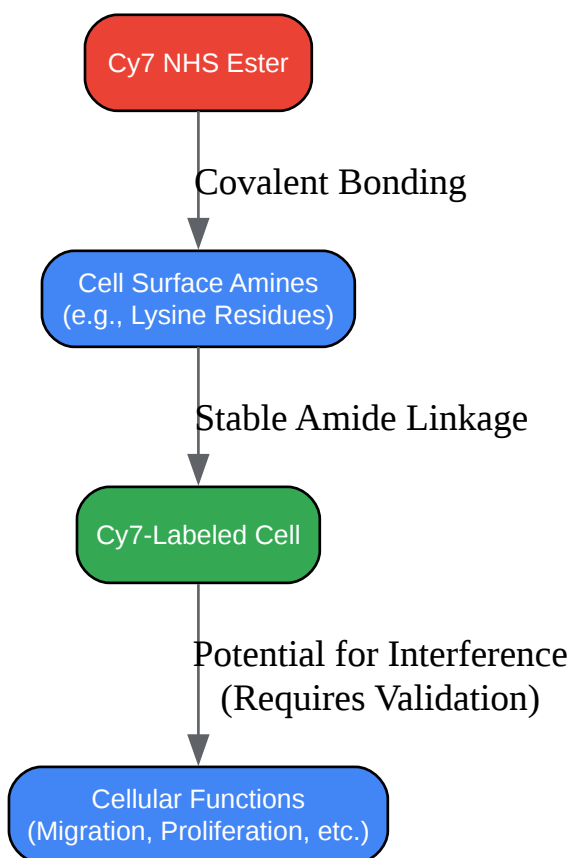 Cy7 NHS Ester
Covalent Bonding
Cell Surface Amines
(e.g., Lysine Residues)
Stable Amide Linkage
Cy7-Labeled Cell
Potential for Interference
(Requires Validation)
Cellular Functions
(Migration, Proliferation, etc.)